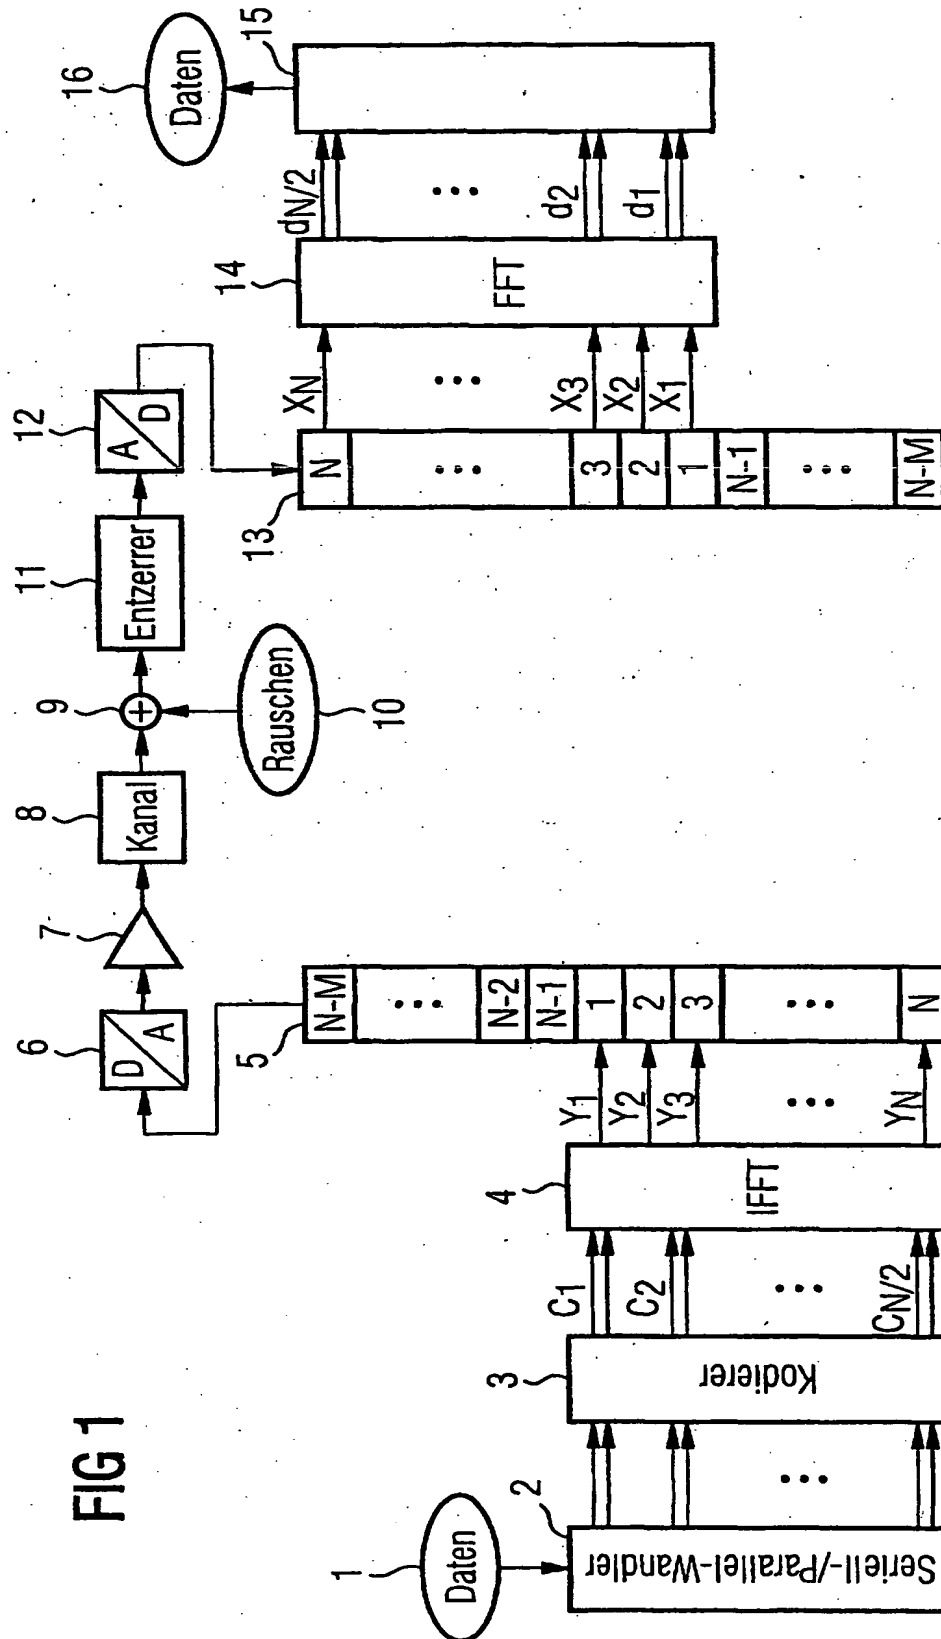 FIG 1
1
Daten
2
Seriell-/Parallel-Wandler
3
Kodierer
C1
C2
CN/2
4
IFFT
Y1
Y2
Y3
YN
5
N-M
N-2
N-1
1
2
3
N
6
D
A
7
8
Kanal
9
+
10
Rauschen
11
Entzerrer
12
A
D
13
N
3
2
1
N-1
N-M
XN
X3
X2
X1
14
FFT
dN/2
d2
d1
15
16
Daten